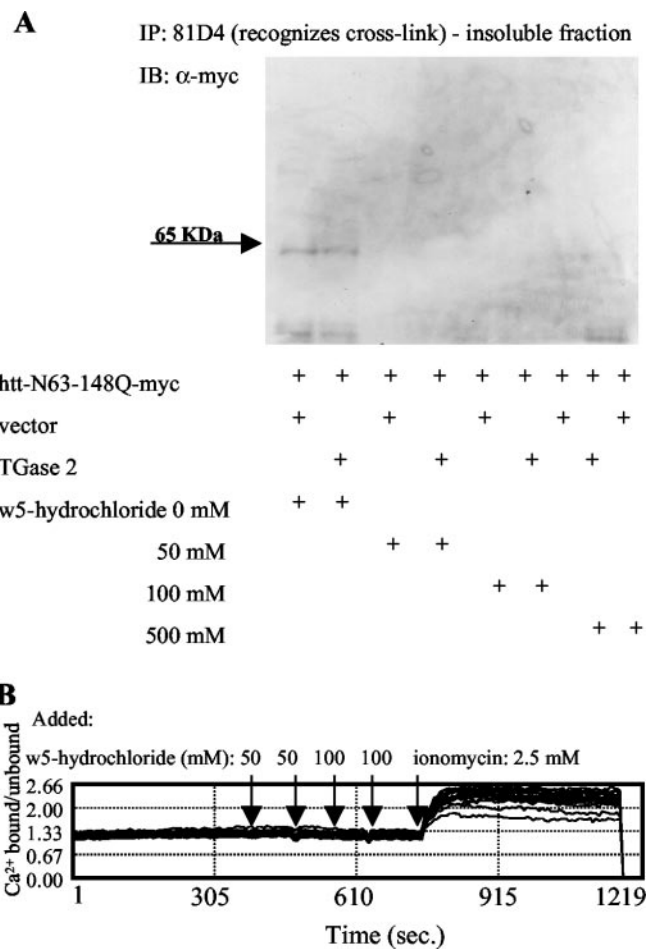 A
IP: 81D4 (recognizes cross-link) - insoluble fraction
IB: α-myc
65 KDa
htt-N63-148Q-myc + + + + + + + + +
vector + + + + +
TGase 2 + + + +
w5-hydrochloride 0 mM + +
50 mM + +
100 mM + +
500 mM + +
B
Added:
w5-hydrochloride (mM): 50 50 100 100 ionomycin: 2.5 mM
Ca²⁺ bound/unbound
2.66
2.00
1.33
0.67
0.00
1 305 610 915 1219
Time (sec.)